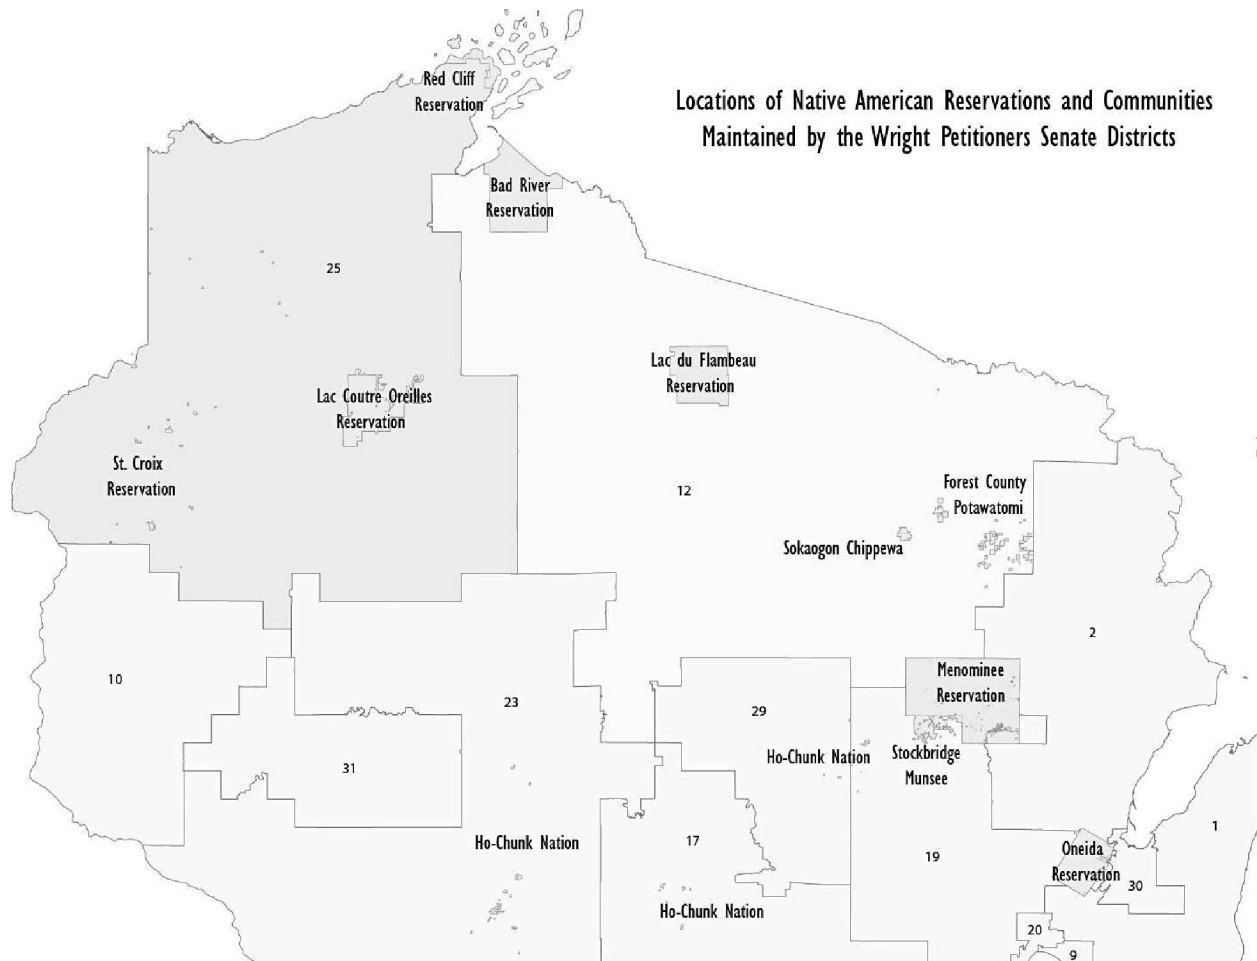 Locations of Native American Reservations and Communities
Maintained by the Wright Petitioners Senate Districts
Red Cliff
Reservation
Bad River
Reservation
25
Lac du Flambeau
Reservation
Lac Coutre Oreilles
Reservation
St. Croix
Reservation
12
Forest County
Potawatomi
Sokaogon Chippewa
2
10
23
29
Menominee
Reservation
31
Ho-Chunk Nation
Stockbridge
Munsee
Ho-Chunk Nation
17
19
1
Oneida
Reservation
30
Ho-Chunk Nation
20
9